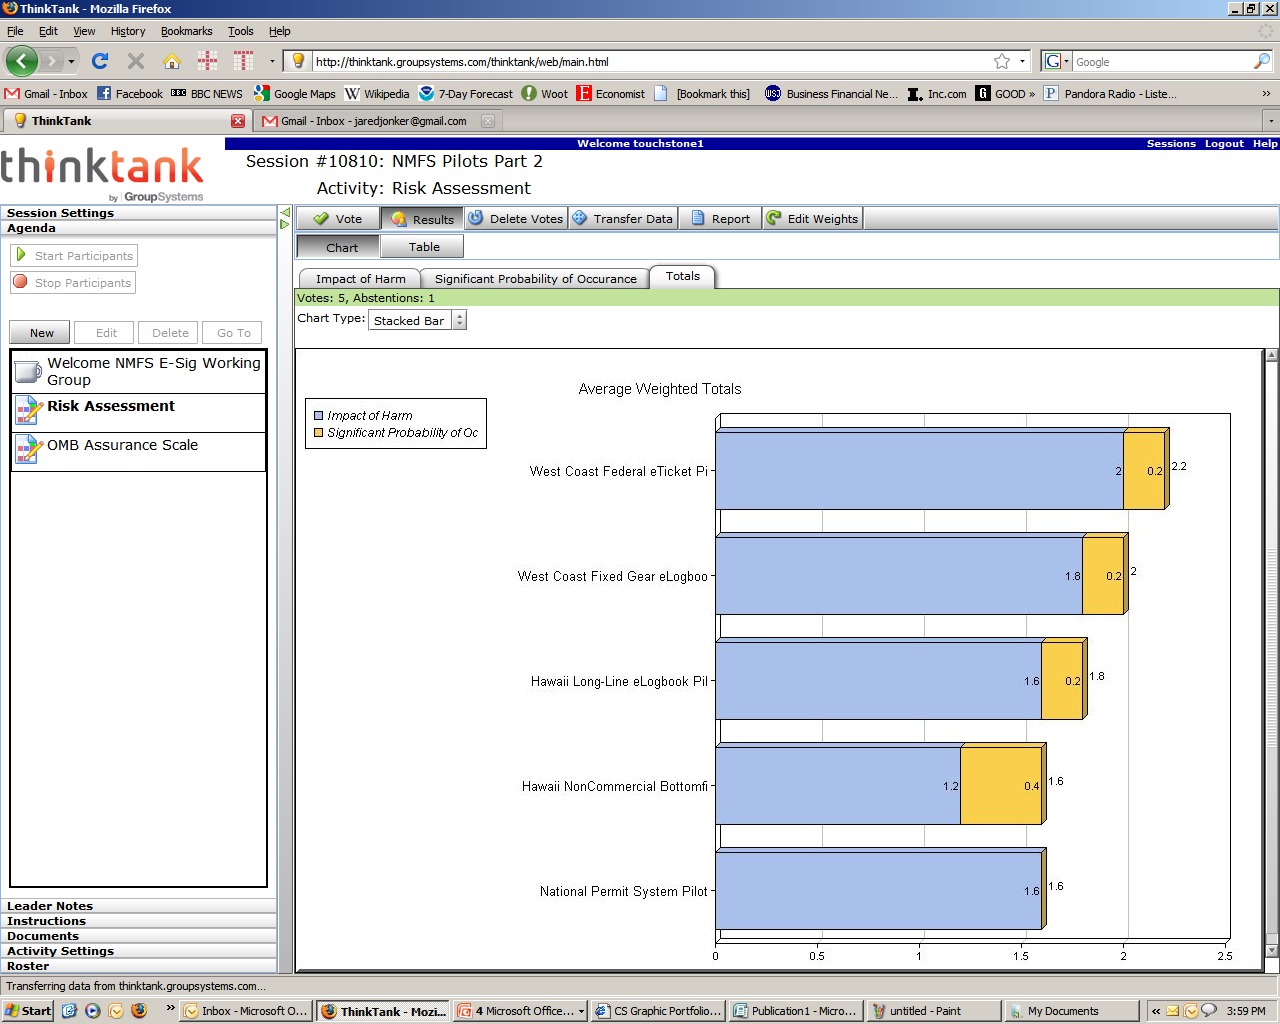 ThinkTank - Mozilla Firefox
File Edit View History Bookmarks Tools Help
http://thinktank.groupsystems.com/thinktank/web/main.html
G Google
Gmail - Inbox Facebook BBC BBC NEWS Google Maps W Wikipedia 7-Day Forecast Woot E Economist [Bookmark this] Business Financial Ne... I. Inc.com G GOOD » P Pandora Radio - Liste... »
ThinkTank Gmail - Inbox - jaredjonker@gmail.com
Welcome touchstone1 Sessions Logout Help
thinktank
by | GroupSystems
Session #10810: NMFS Pilots Part 2
Activity: Risk Assessment
Session Settings
Agenda
Start Participants
Stop Participants
New Edit Delete Go To
Welcome NMFS E-Sig Working
Group
Risk Assessment
OMB Assurance Scale
Leader Notes
Instructions
Documents
Activity Settings
Roster
Vote Results Delete Votes Transfer Data Report Edit Weights
Chart Table
Impact of Harm Significant Probability of Occurance Totals
Votes: 5, Abstentions: 1
Chart Type: Stacked Bar
Average Weighted Totals
Impact of Harm
Significant Probability of Oc
West Coast Federal eTicket Pi 2 0.2 2.2
West Coast Fixed Gear eLogboo 1.8 0.2 2
Hawaii Long-Line eLogbook Pil 1.6 0.2 1.8
Hawaii NonCommercial Bottomfi 1.2 0.4 1.6
National Permit System Pilot 1.6 1.6
0 0.5 1 1.5 2 2.5
Transferring data from thinktank.groupsystems.com...
Start » Inbox - Microsoft O... ThinkTank - Mozi... 4 Microsoft Office... CS Graphic Portfolio... Publication1 - Micro... untitled - Paint My Documents « 3:59 PM